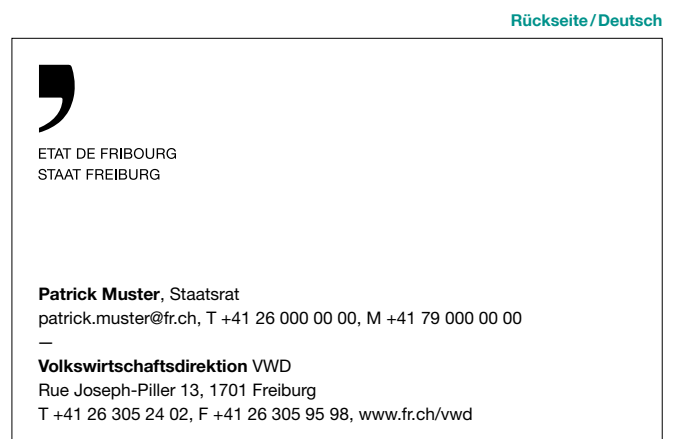 Rückseite / Deutsch
ETAT DE FRIBOURG
STAAT FREIBURG
Patrick Muster, Staatsrat
patrick.muster@fr.ch, T +41 26 000 00 00, M +41 79 000 00 00
—
Volkswirtschaftsdirektion VWD
Rue Joseph-Piller 13, 1701 Freiburg
T +41 26 305 24 02, F +41 26 305 95 98, www.fr.ch/vwd